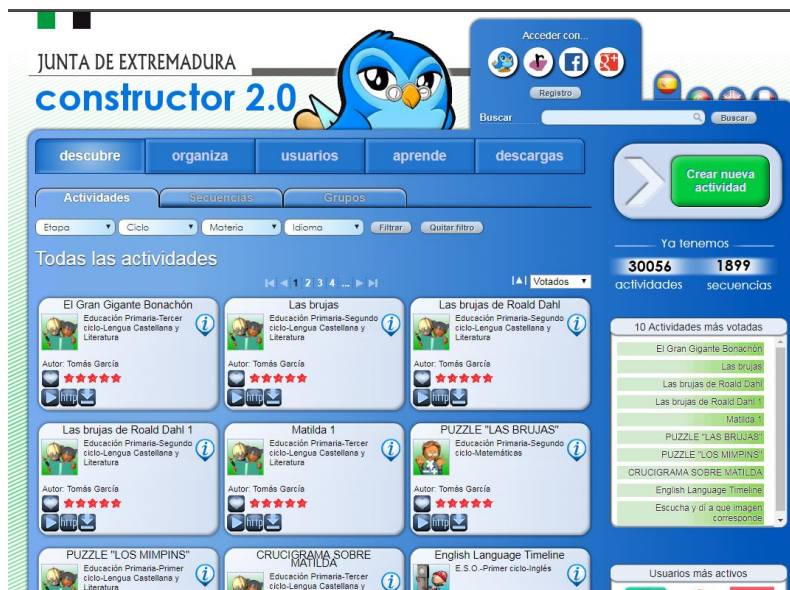 JUNTA DE EXTREMADURA
constructor 2.0
Acceder con...
Registro
Buscar
Buscar
descubre
organiza
usuarios
aprende
descargas
Crear nueva
actividad
Actividades
Secuencias
Grupos
Etapa
Ciclo
Materia
Idioma
Filtrar
Quitar filtro
Ya tenemos
30056
1899
actividades
secuencias
Todas las actividades
1 2 3 4 ...
Votados
El Gran Gigante Bonachón
Educación Primaria-Tercer
ciclo-Lengua Castellana y
Literatura
Autor: Tomás García
http
Las brujas
Educación Primaria-Segundo
ciclo-Lengua Castellana y
Literatura
Autor: Tomás García
http
Las brujas de Roald Dahl
Educación Primaria-Segundo
ciclo-Lengua Castellana y
Literatura
Autor: Tomás García
http
Las brujas de Roald Dahl 1
Educación Primaria-Segundo
ciclo-Lengua Castellana y
Literatura
Autor: Tomás García
http
Matilda 1
Educación Primaria-Tercer
ciclo-Lengua Castellana y
Literatura
Autor: Tomás García
http
PUZZLE "LAS BRUJAS"
Educación Primaria-Segundo
ciclo-Matemáticas
Autor: Tomás García
http
PUZZLE "LOS MIMPINS"
Educación Primaria-Primer
ciclo-Lengua Castellana y
Literatura
CRUCIGRAMA SOBRE
MATILDA
Educación Primaria-Tercer
ciclo-Lengua Castellana y
English Language Timeline
E.S.O.-Primer ciclo-Inglés
10 Actividades más votadas
El Gran Gigante Bonachón
Las brujas
Las brujas de Roald Dahl
Las brujas de Roald Dahl 1
Matilda 1
PUZZLE "LAS BRUJAS"
PUZZLE "LOS MIMPINS"
CRUCIGRAMA SOBRE MATILDA
English Language Timeline
Escucha y dí a que imagen
corresponde
Usuarios más activos